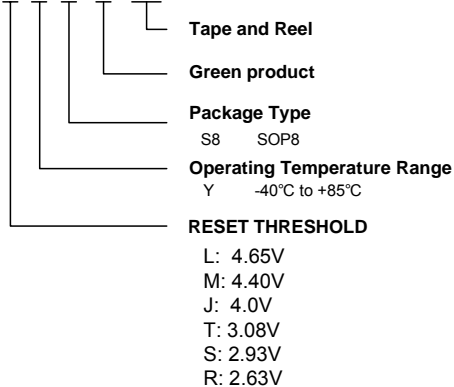 Tape and Reel
Green product
Package Type
S8 SOP8
Operating Temperature Range
Y -40℃ to +85℃
RESET THRESHOLD
L: 4.65V
M: 4.40V
J: 4.0V
T: 3.08V
S: 2.93V
R: 2.63V